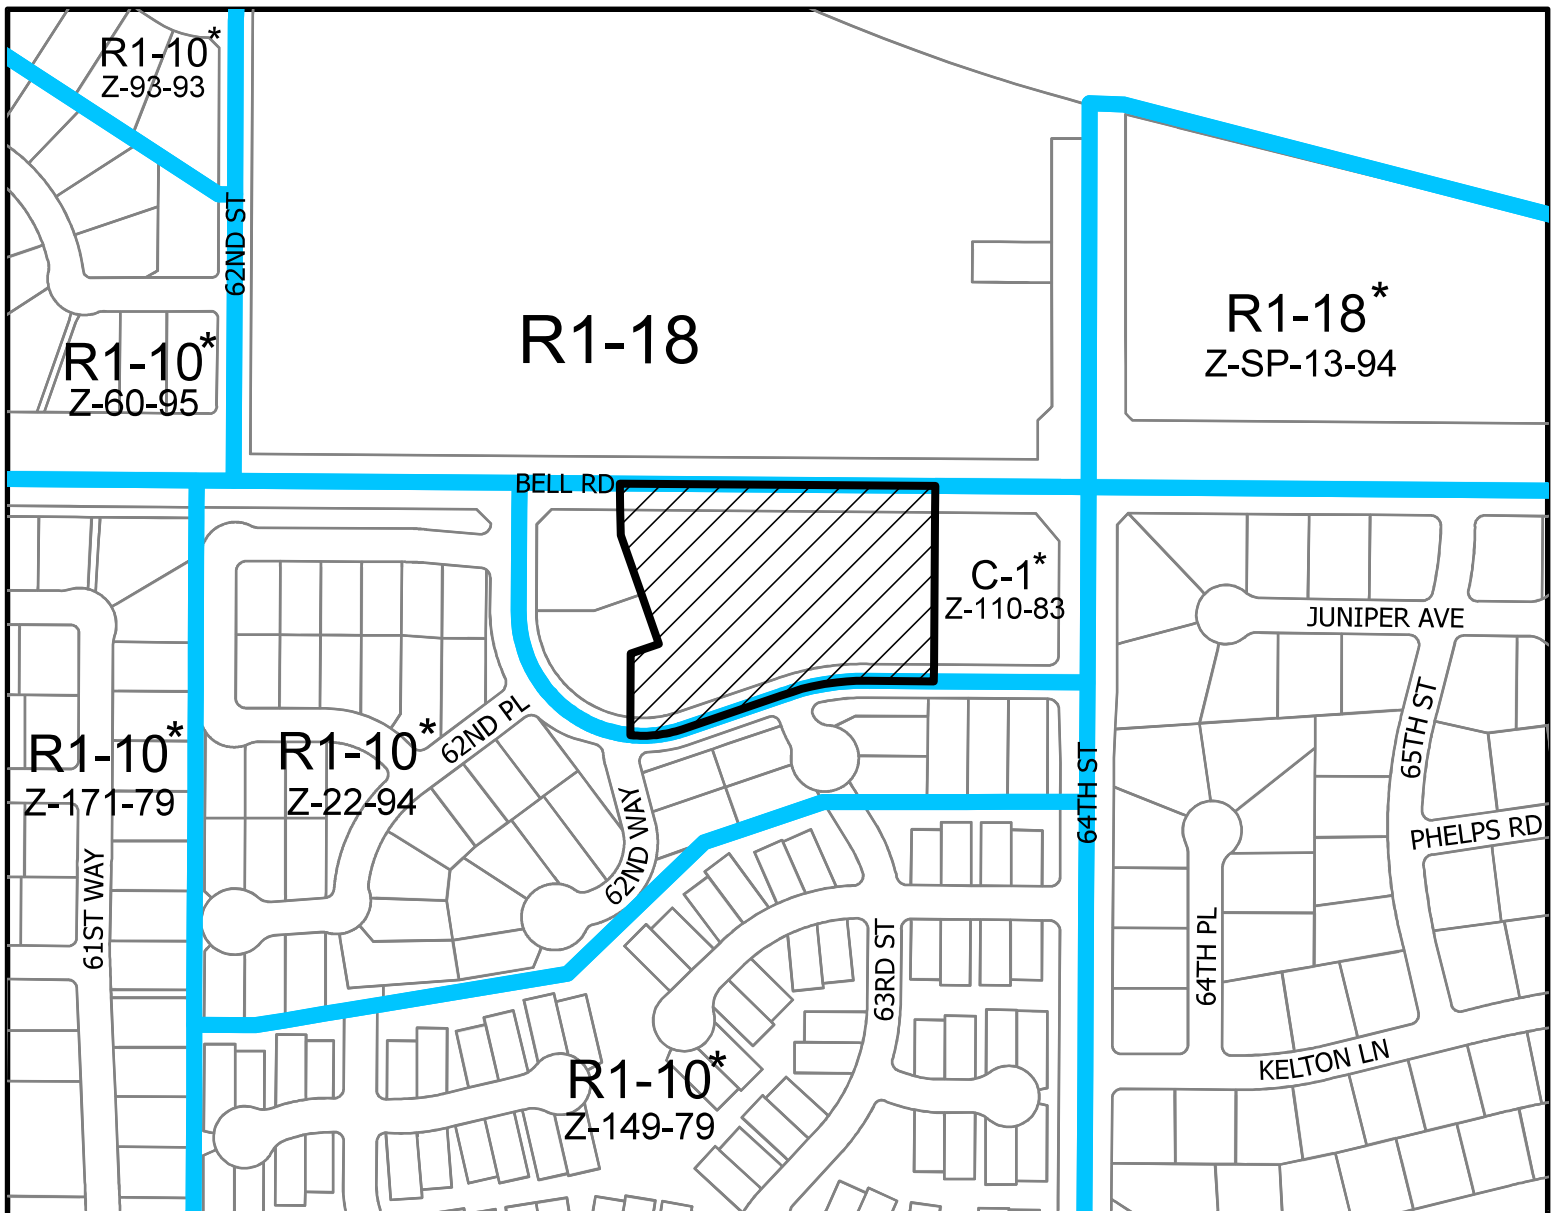 R1-10*
Z-93-93
62ND ST
R1-10*
Z-60-95
R1-18
R1-18*
Z-SP-13-94
BELL RD
C-1*
Z-110-83
JUNIPER AVE
65TH ST
62ND PL
R1-10*
Z-171-79
R1-10*
Z-22-94
64TH ST
62ND WAY
PHELPS RD
61ST WAY
63RD ST
64TH PL
KELTON LN
R1-10*
Z-149-79